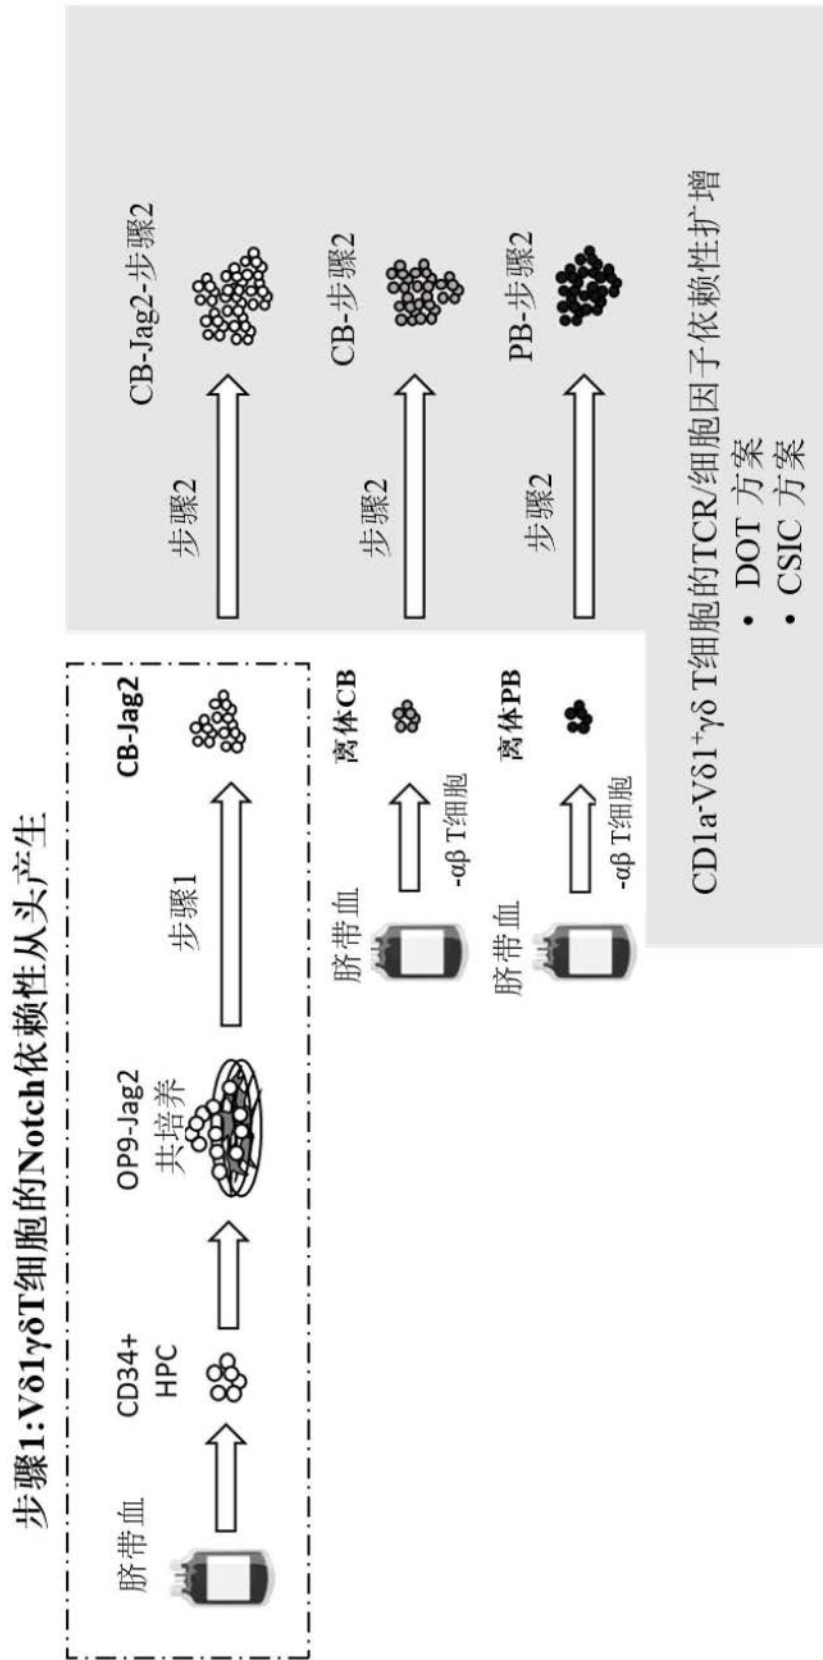 步骤1:Vδ1γδT细胞的Notch依赖性从头产生
脐带血
CD34+
HPC
OP9-Jag2
共培养
步骤1
CB-Jag2
步骤2
CB-Jag2-步骤2
脐带血
-αβ T细胞
离体CB
步骤2
CB-步骤2
脐带血
-αβ T细胞
离体PB
步骤2
PB-步骤2
CD1a-Vδ1+γδ T细胞的TCR/细胞因子依赖性扩增
• DOT 方案
• CSIC 方案